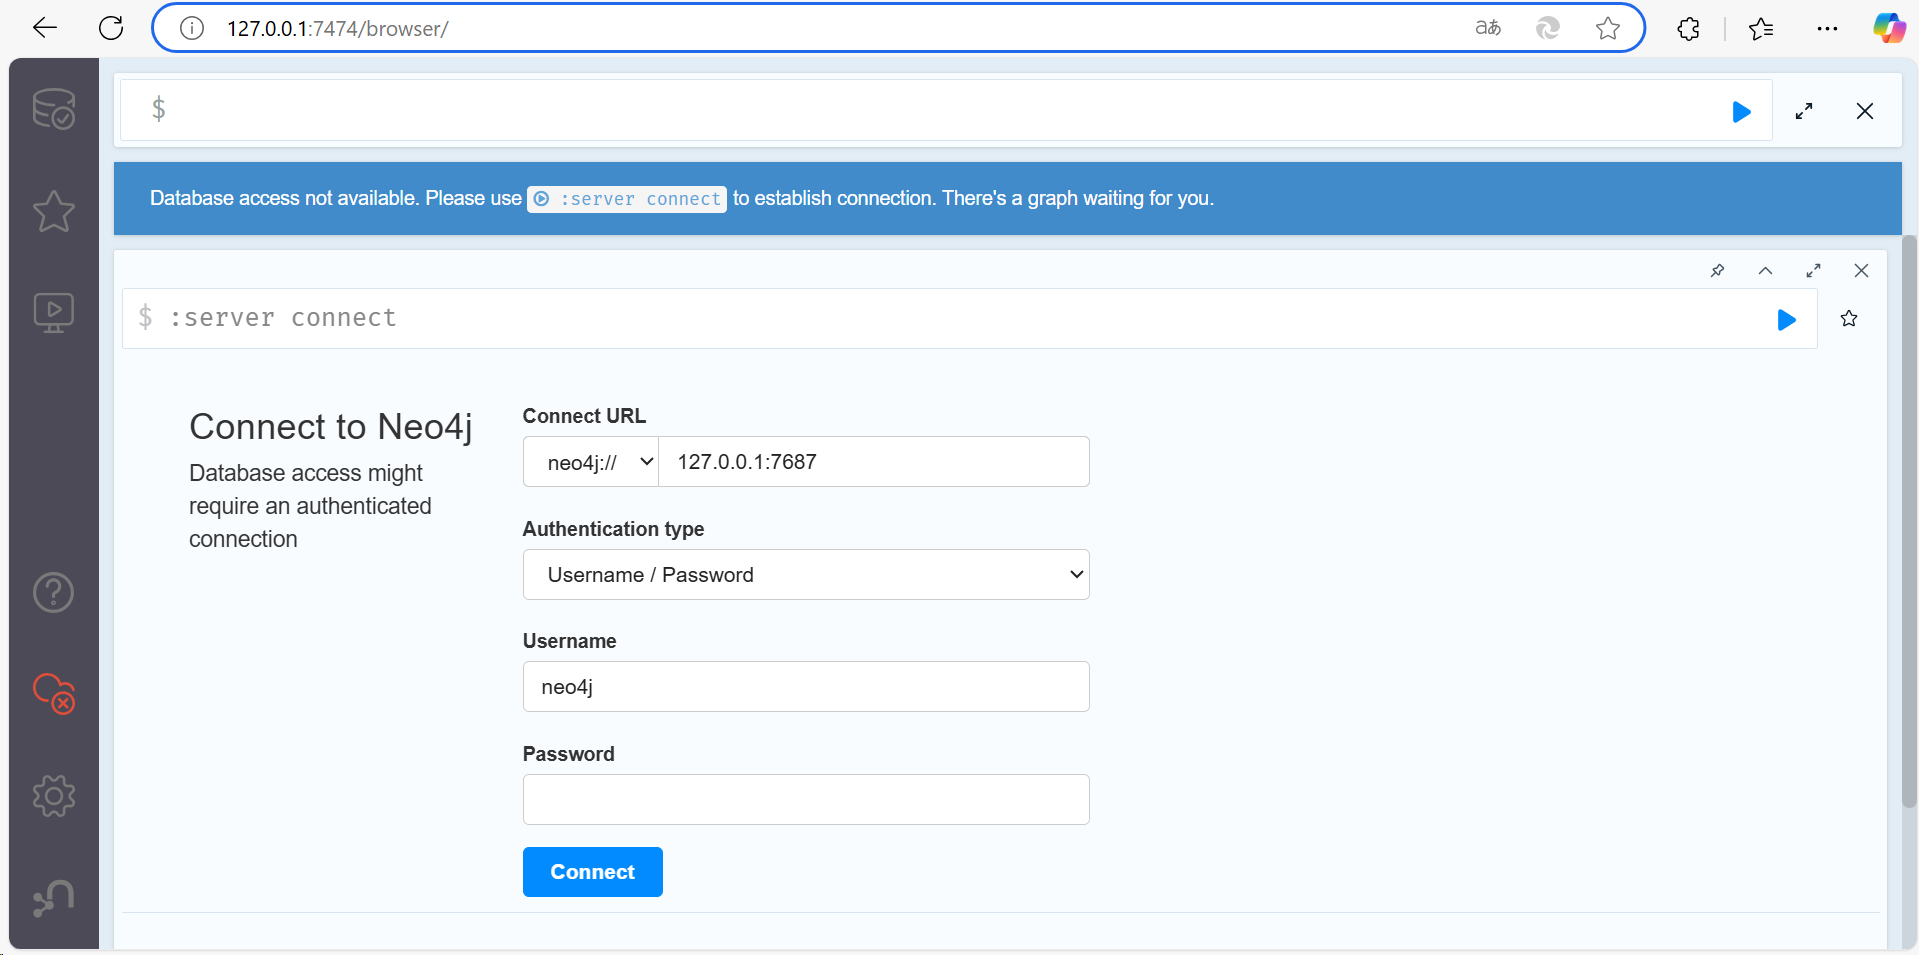 127.0.0.1:7474/browser/
aあ
$
Database access not available. Please use :server connect to establish connection. There's a graph waiting for you.
$ :server connect
Connect to Neo4j
Database access might
require an authenticated
connection
Connect URL
neo4j:// 127.0.0.1:7687
Authentication type
Username / Password
Username
neo4j
Password
Connect